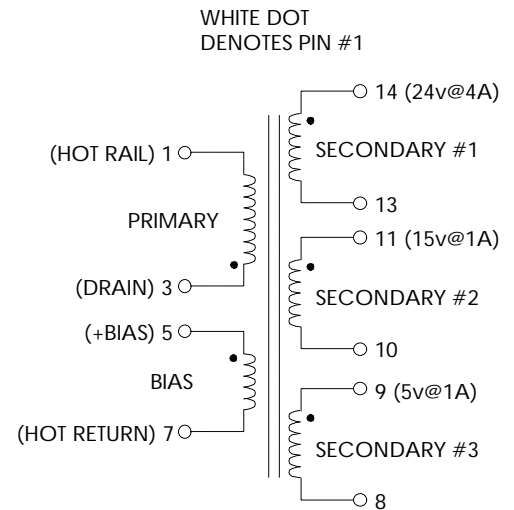 WHITE DOT
DENOTES PIN #1
14 (24v@4A)
(HOT RAIL) 1
SECONDARY #1
PRIMARY
13
11 (15v@1A)
(DRAIN) 3
SECONDARY #2
(+BIAS) 5
10
BIAS
9 (5v@1A)
(HOT RETURN) 7
SECONDARY #3
8